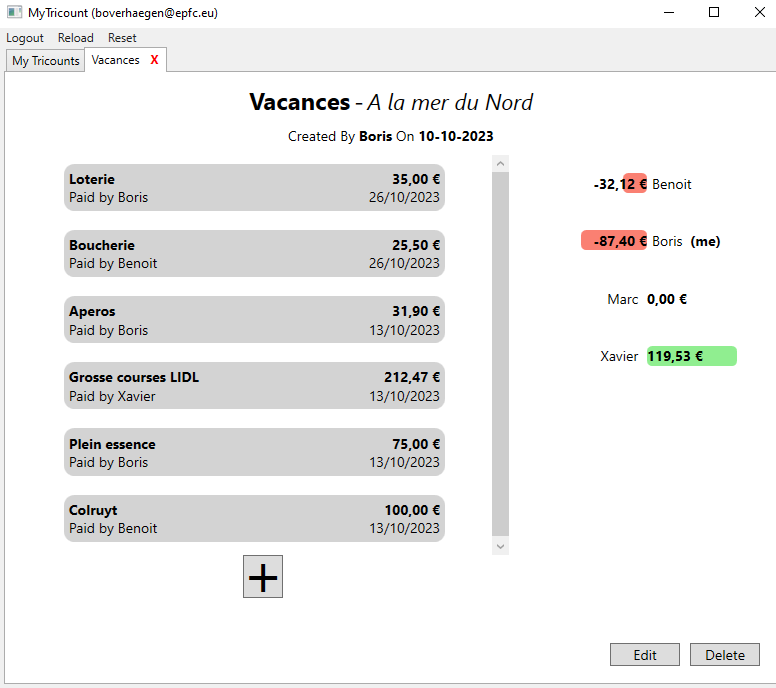 MyTricount (boverhaegen@epfc.eu)
Logout Reload Reset
My Tricounts Vacances X
Vacances - A la mer du Nord
Created By Boris On 10-10-2023
Loterie 35,00 €
Paid by Boris 26/10/2023
Boucherie 25,50 €
Paid by Benoit 26/10/2023
Aperos 31,90 €
Paid by Boris 13/10/2023
Grosse courses LIDL 212,47 €
Paid by Xavier 13/10/2023
Plein essence 75,00 €
Paid by Boris 13/10/2023
Colruyt 100,00 €
Paid by Benoit 13/10/2023
-32,12 € Benoit
-87,40 € Boris (me)
Marc 0,00 €
Xavier 119,53 €
Edit Delete